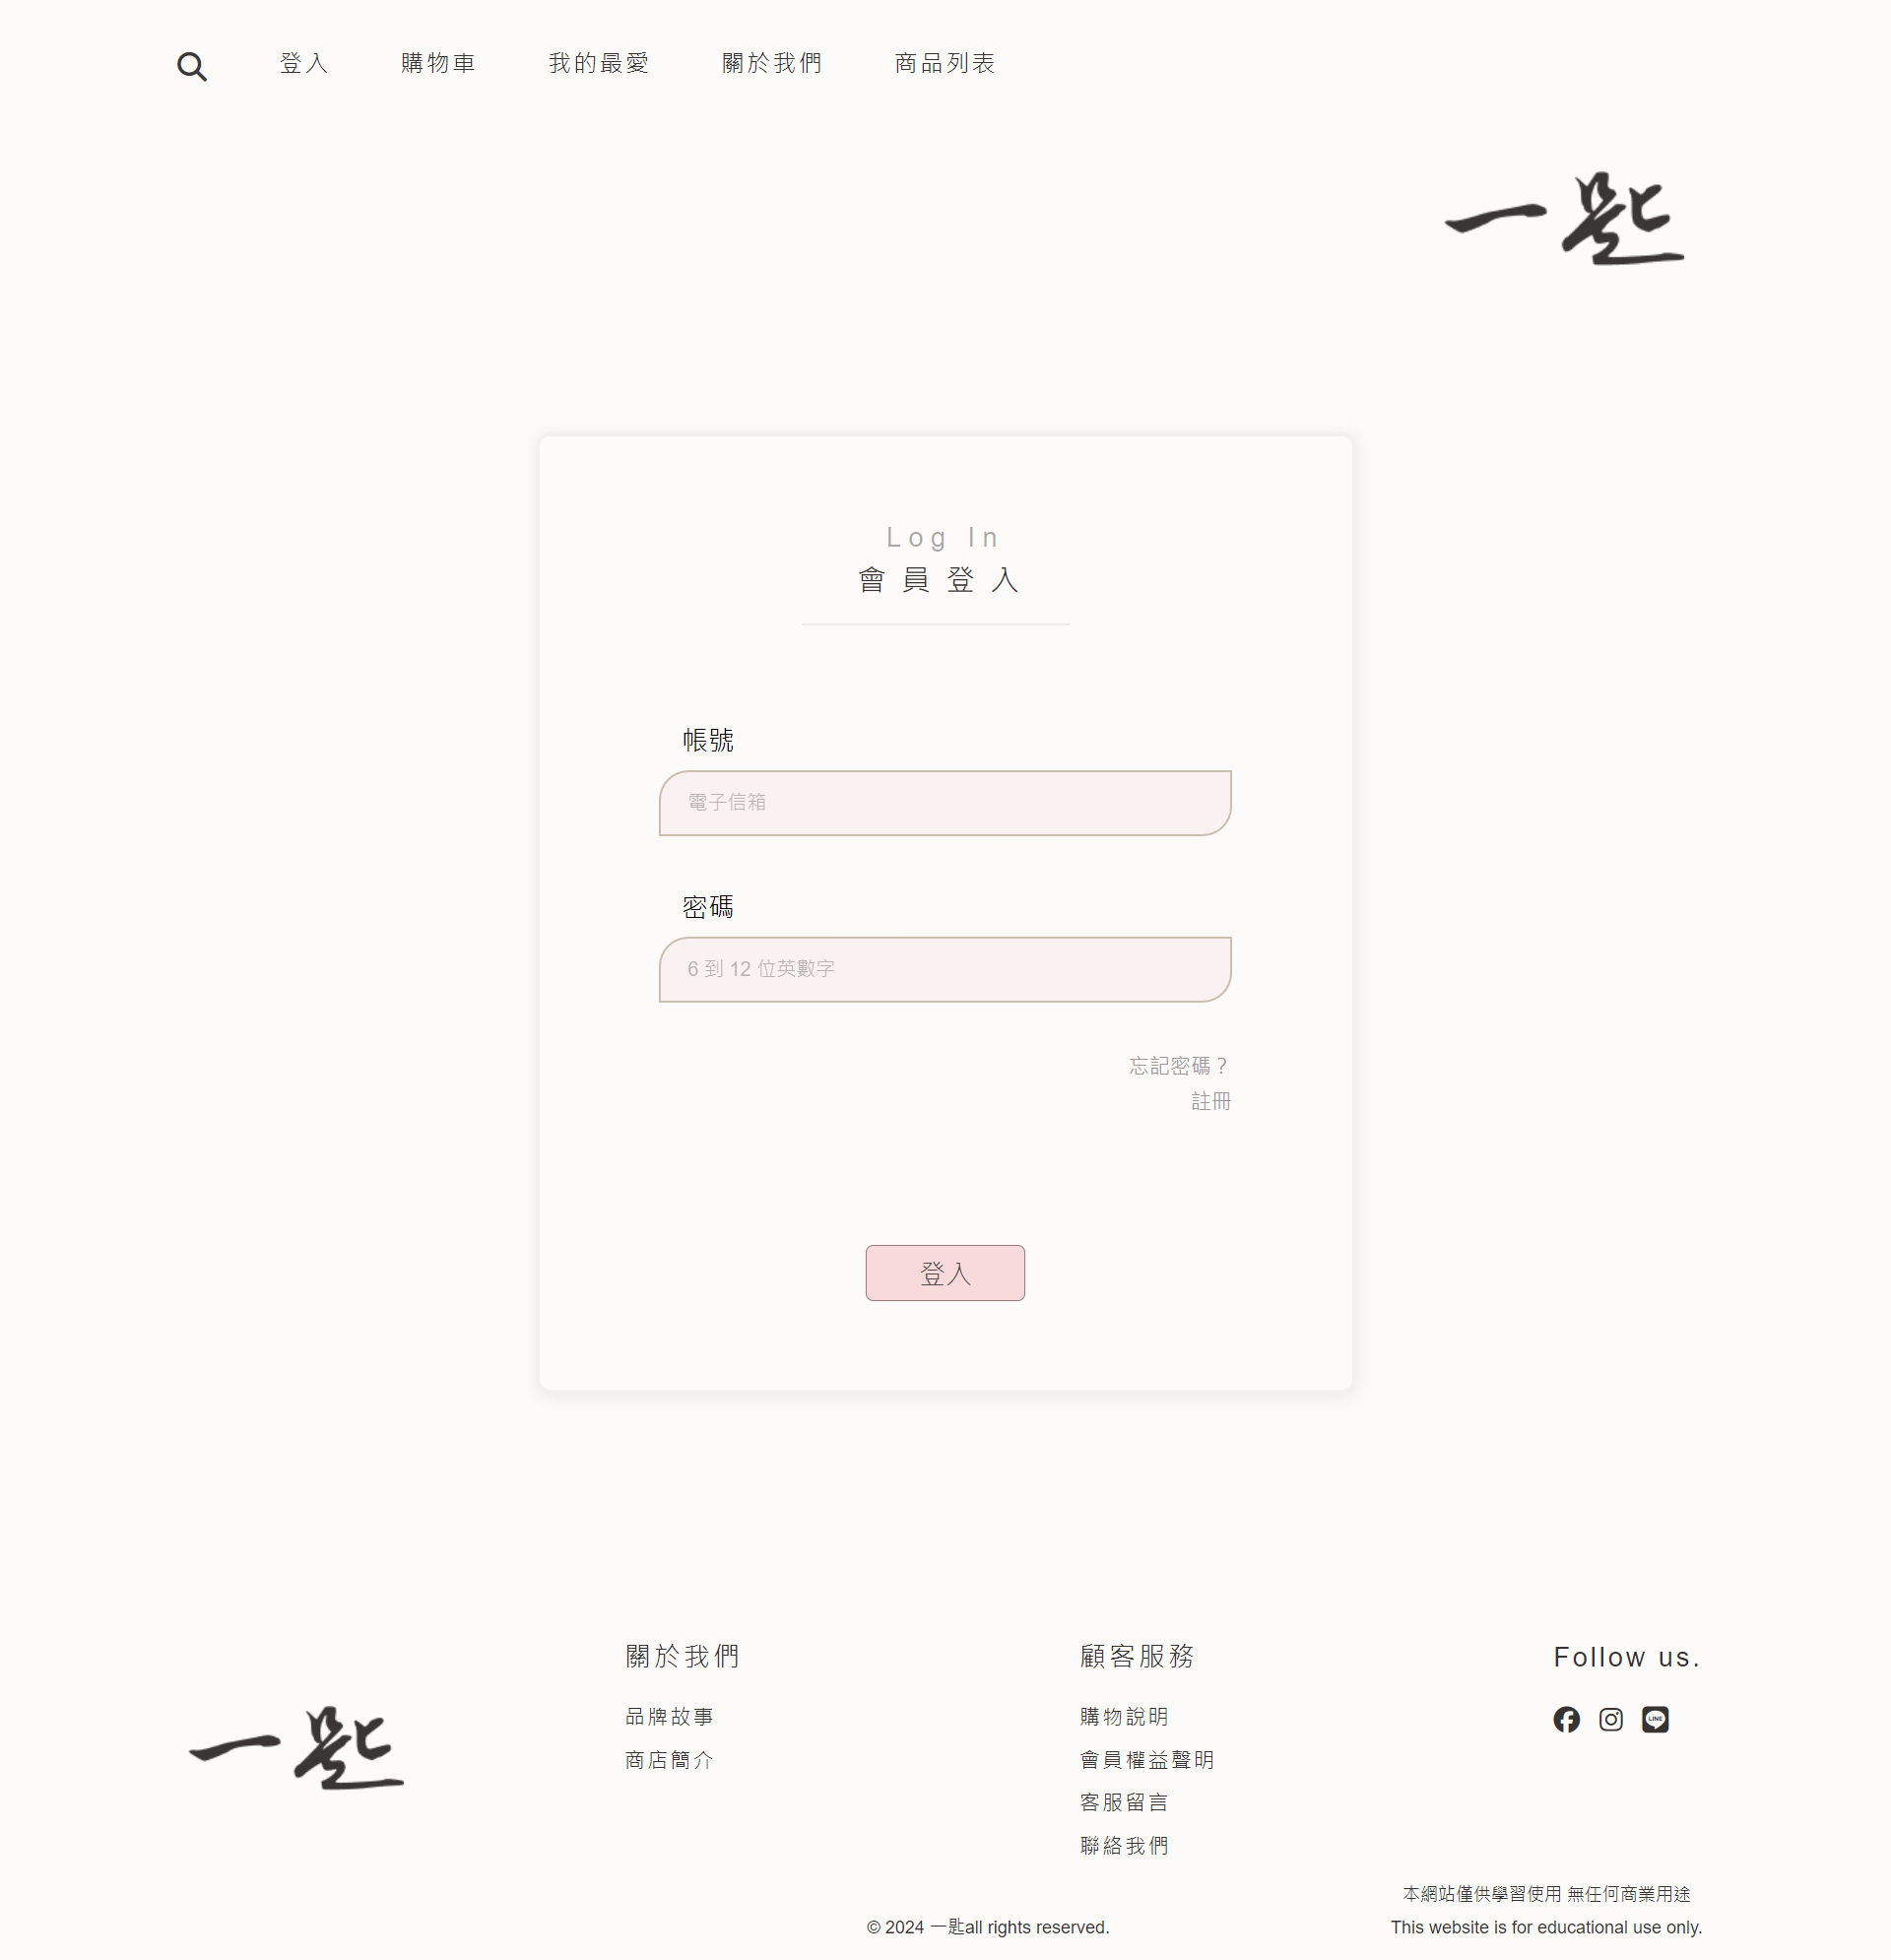 登入 購物車 我的最愛 關於我們 商品列表
一匙
Log In
會員登入
帳號
電子信箱
密碼
6 到 12 位英數字
忘記密碼？
註冊
登入
一匙
關於我們
品牌故事
商店簡介
顧客服務
購物說明
會員權益聲明
客服留言
聯絡我們
Follow us.
LINE
本網站僅供學習使用 無任何商業用途
© 2024 一匙all rights reserved.
This website is for educational use only.